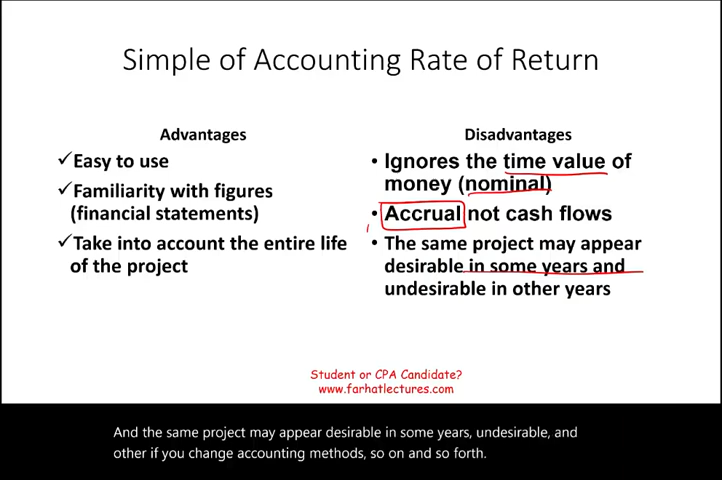 Simple of Accounting Rate of Return
Advantages
✓Easy to use
✓Familiarity with figures
(financial statements)
✓Take into account the entire life
of the project
Disadvantages
• Ignores the time value of
money (nominal)
• Accrual not cash flows
• The same project may appear
desirable in some years and
undesirable in other years
Student or CPA Candidate?
www.farhatlectures.com
And the same project may appear desirable in some years, undesirable, and
other if you change accounting methods, so on and so forth.